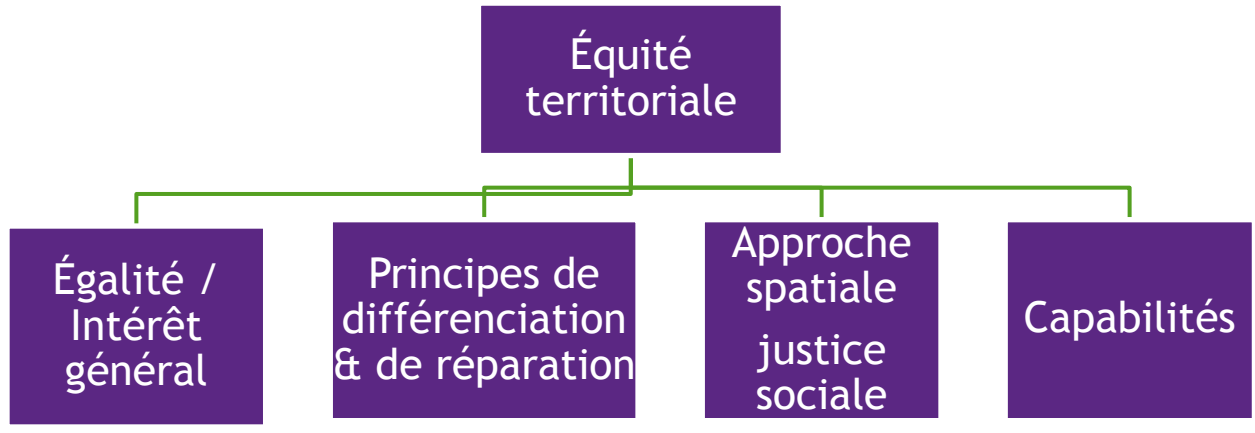 Équité
territoriale
Égalité /
Intérêt
général
Principes de
différenciation
& de réparation
Approche
spatiale
justice
sociale
Capabilités